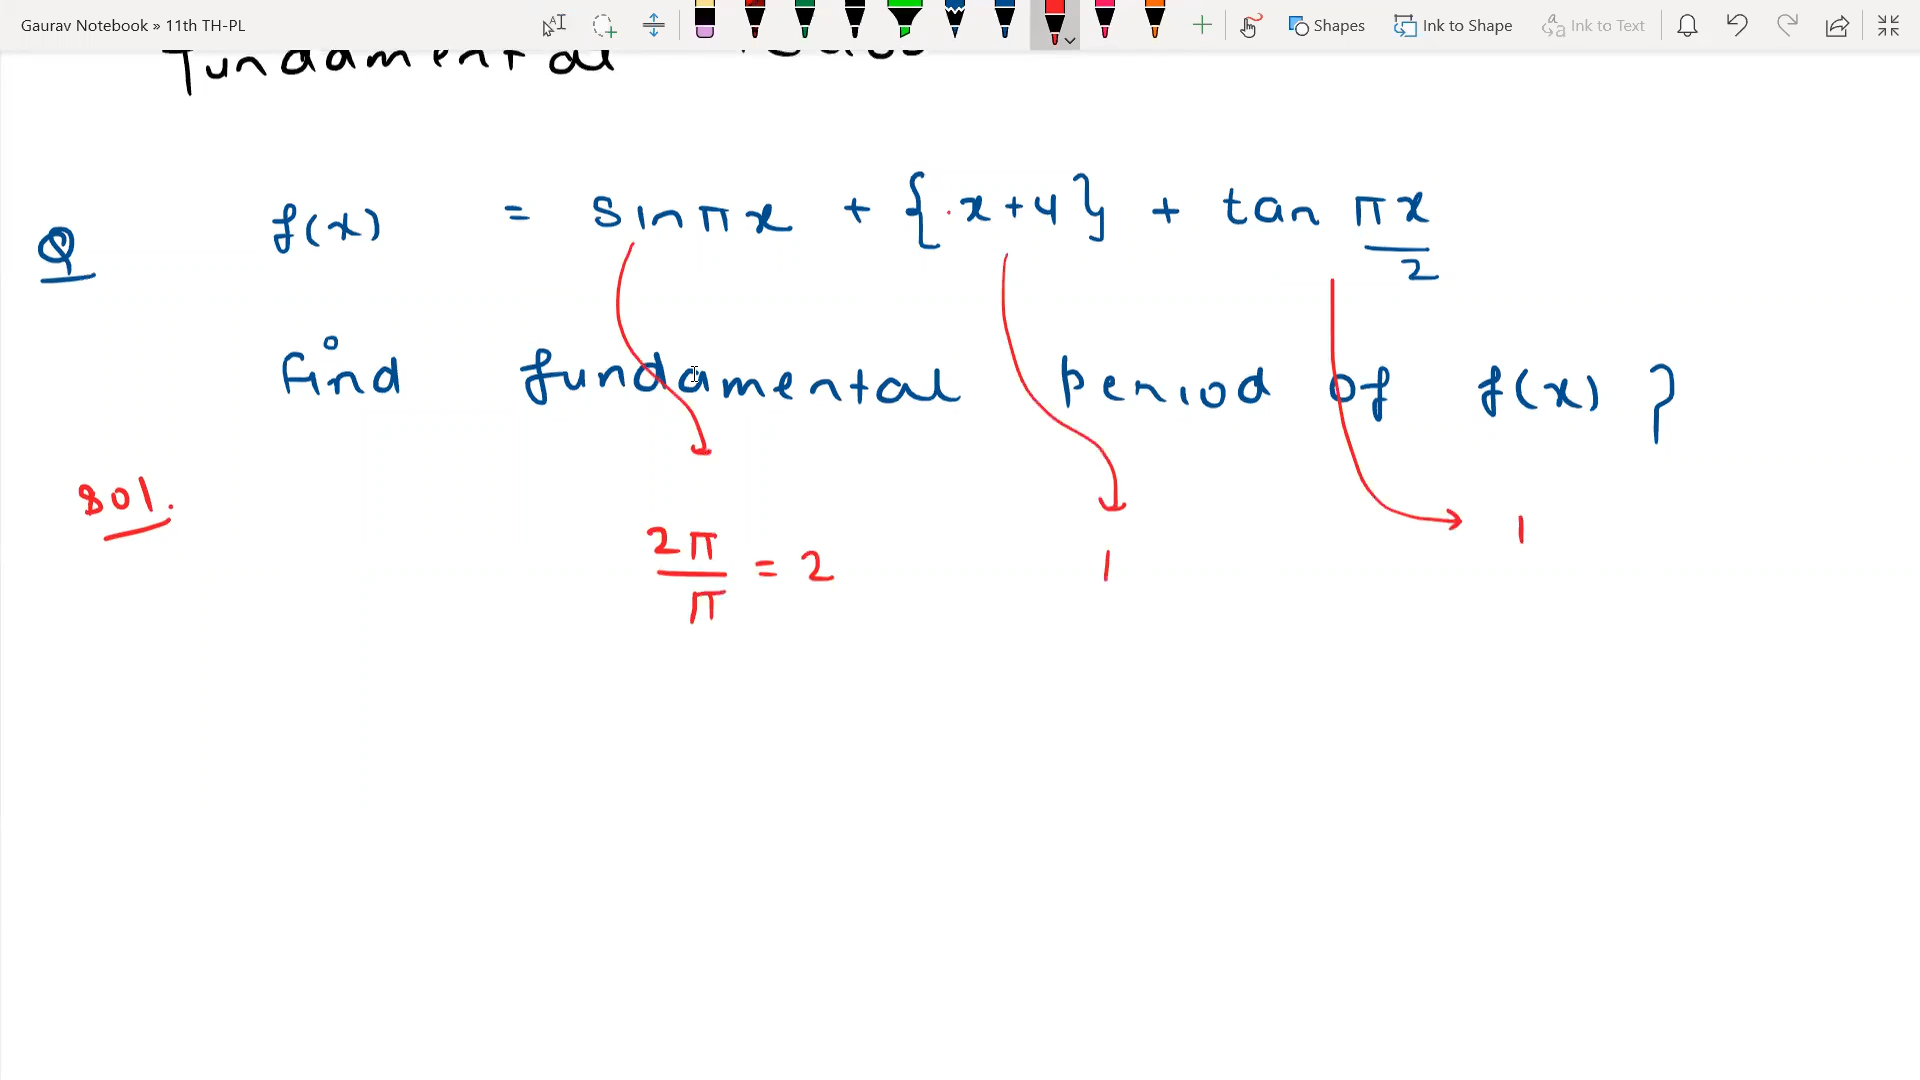 Gaurav Notebook » 11th TH-PL
Shapes
Ink to Shape
Ink to Text
fundamental
Q f(x) = sin πx + {x+4} + tan πx/2
Find fundamental period of f(x) ?
Sol.
2π/π = 2
1
1